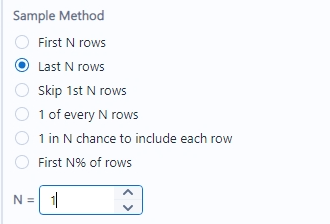 Sample Method
First N rows
Last N rows
Skip 1st N rows
1 of every N rows
1 in N chance to include each row
First N% of rows
N = 1